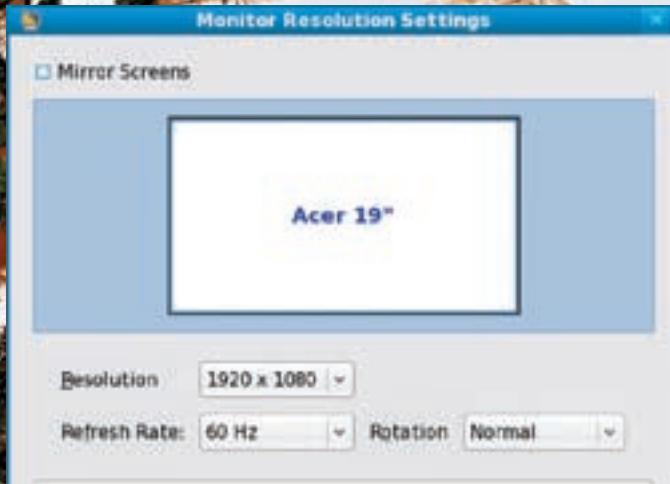 Monitor Resolution Settings
Mirror Screens
Acer 19"
Resolution 1920 x 1080
Refresh Rate: 60 Hz Rotation Normal